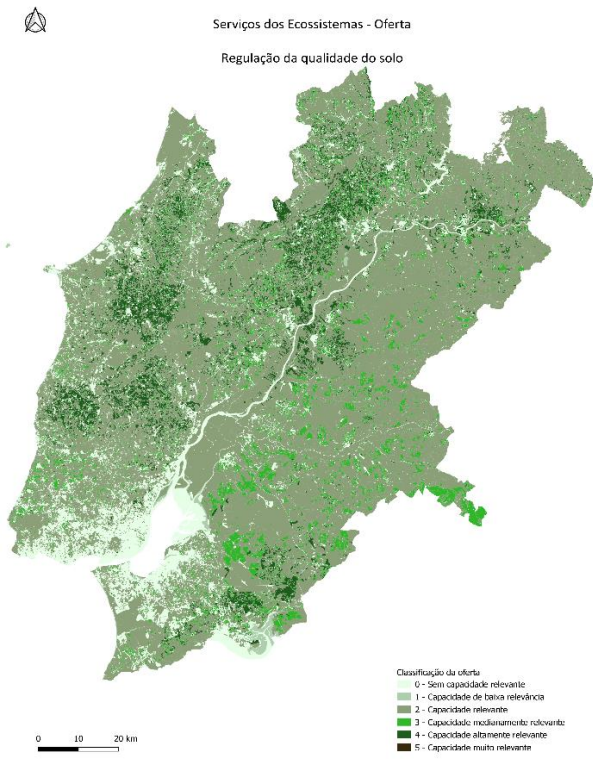 Serviços dos Ecossistemas - Oferta
Regulação da qualidade do solo
Classificação da oferta
0 - Sem capacidade relevante
1 - Capacidade de baixa relevância
2 - Capacidade relevante
3 - Capacidade medianamente relevante
4 - Capacidade altamente relevante
5 - Capacidade muito relevante
0 10 20 km